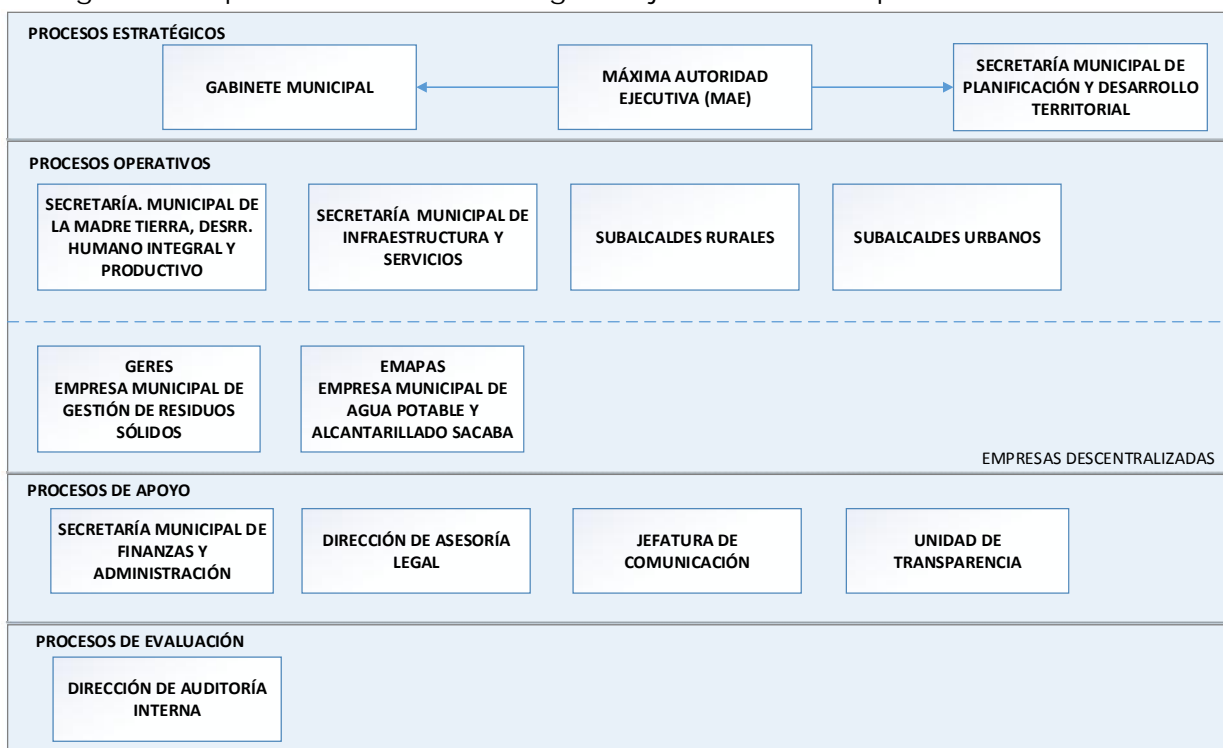 PROCESOS ESTRATÉGICOS
GABINETE MUNICIPAL
MÁXIMA AUTORIDAD
EJECUTIVA (MAE)
SECRETARÍA MUNICIPAL DE
PLANIFICACIÓN Y DESARROLLO
TERRITORIAL
PROCESOS OPERATIVOS
SECRETARÍA. MUNICIPAL DE
LA MADRE TIERRA, DESRR.
HUMANO INTEGRAL Y
PRODUCTIVO
SECRETARÍA MUNICIPAL DE
INFRAESTRUCTURA Y
SERVICIOS
SUBALCALDES RURALES
SUBALCALDES URBANOS
GERES
EMPRESA MUNICIPAL DE
GESTIÓN DE RESIDUOS
SÓLIDOS
EMAPAS
EMPRESA MUNICIPAL DE
AGUA POTABLE Y
ALCANTARILLADO SACABA
EMPRESAS DESCENTRALIZADAS
PROCESOS DE APOYO
SECRETARÍA MUNICIPAL DE
FINANZAS Y
ADMINISTRACIÓN
DIRECCIÓN DE ASESORÍA
LEGAL
JEFATURA DE
COMUNICACIÓN
UNIDAD DE
TRANSPARENCIA
PROCESOS DE EVALUACIÓN
DIRECCIÓN DE AUDITORÍA
INTERNA